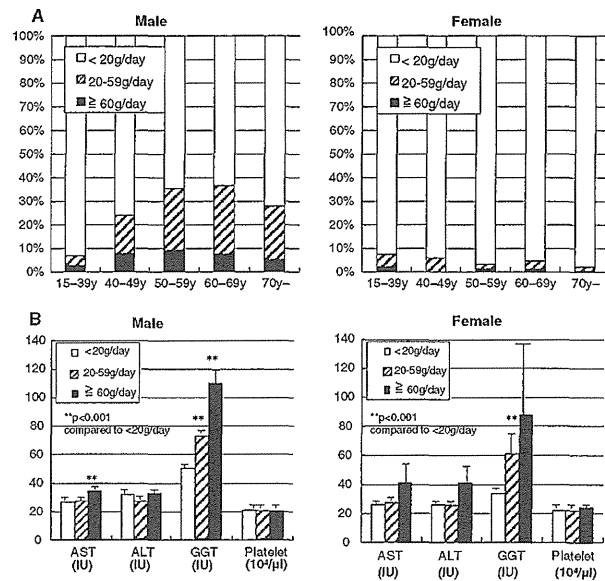 A
Male
< 20g/day
20-59g/day
≧ 60g/day
100%
90%
80%
70%
60%
50%
40%
30%
20%
10%
0%
15–39y 40–49y 50–59y 60–69y 70y–
Female
< 20g/day
20-59g/day
≧ 60g/day
100%
90%
80%
70%
60%
50%
40%
30%
20%
10%
0%
15–39y 40–49y 50–59y 60–69y 70y–
B
Male
<20g/day
20-59g/day
≧ 60g/day
**p<0.001
compared to <20g/day
**
**
**
140
120
100
80
60
40
20
0
AST ALT GGT Platelet
(IU) (IU) (IU) (10⁴/μl)
Female
<20g/day
20-59g/day
≧ 60g/day
**p<0.001
compared to <20g/day
**
140
120
100
80
60
40
20
0
AST ALT GGT Platelet
(IU) (IU) (IU) (10⁴/μl)